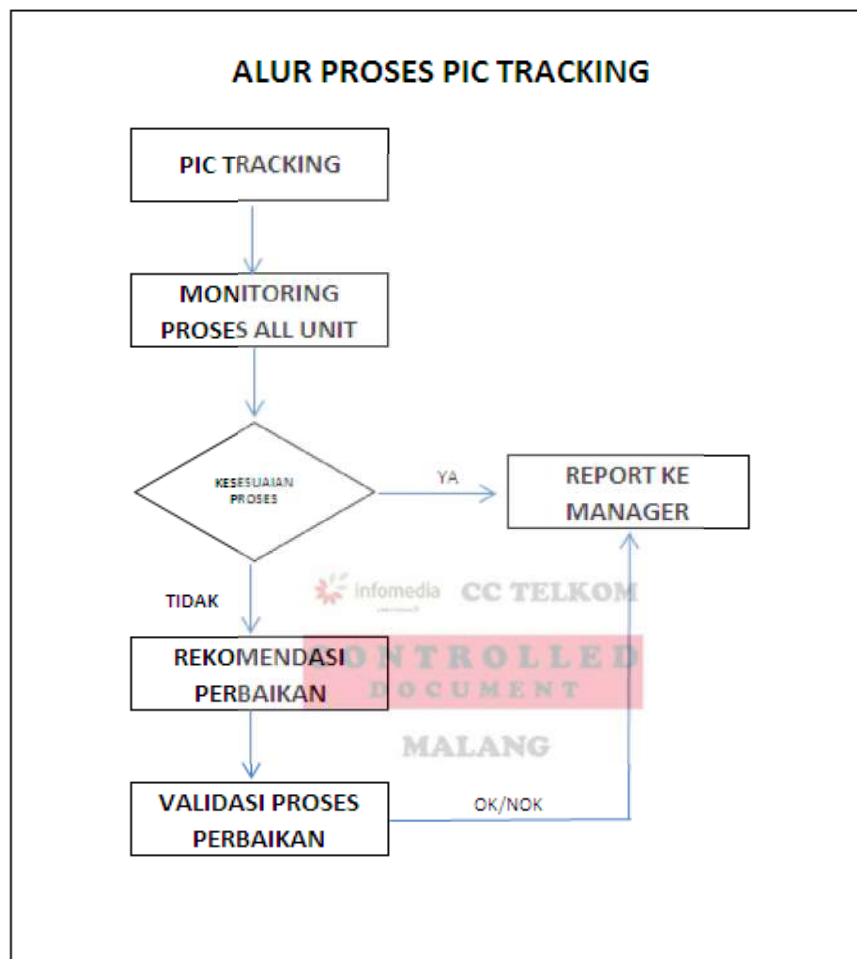 ALUR PROSES PIC TRACKING
PIC TRACKING
MONITORING
PROSES ALL UNIT
KESESUAIAN
PROSES
YA
REPORT KE
MANAGER
TIDAK
infomedia CC TELKOM
REKOMENDASI
PERBAIKAN
CONTROLLED
DOCUMENT
MALANG
VALIDASI PROSES
PERBAIKAN
OK/NOK